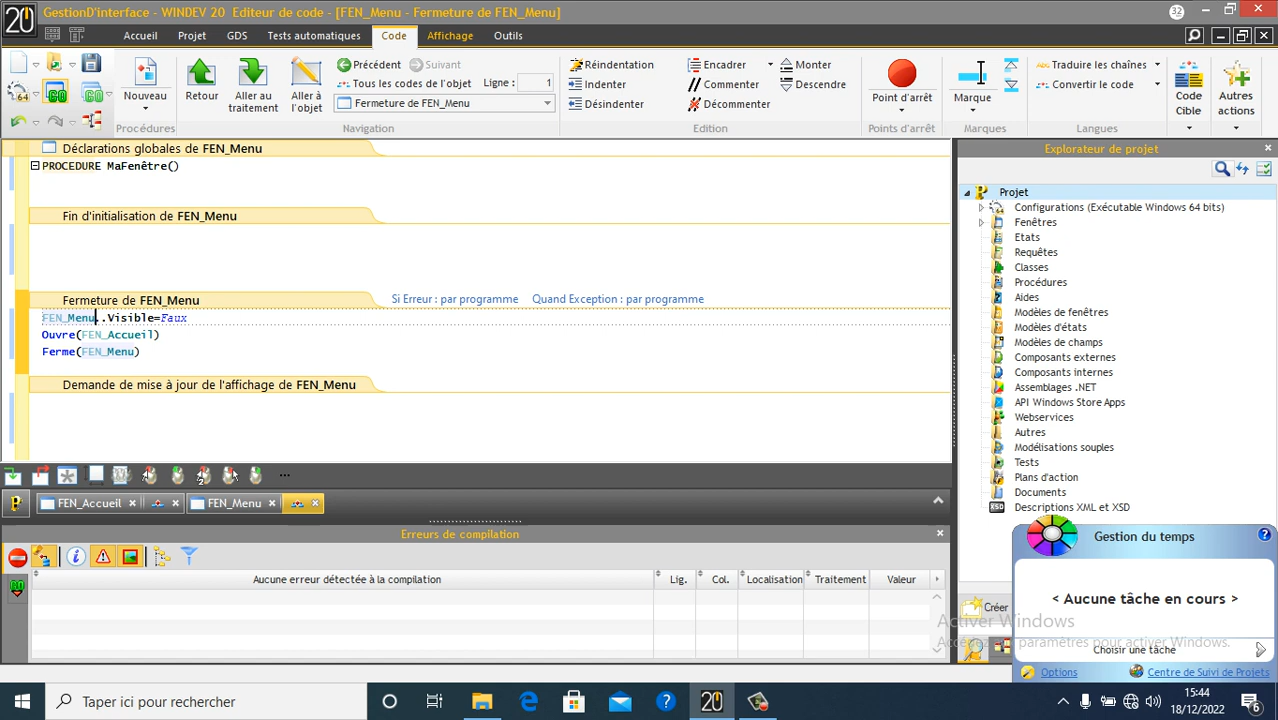 20
GestionD'interface - WINDEV 20 Editeur de code - [FEN_Menu - Fermeture de FEN_Menu]
32
Accueil Projet GDS Tests automatiques Code Affichage Outils
Précédent Suivant
Tous les codes de l'objet Ligne : 1
Fermeture de FEN_Menu
Nouveau
Retour
Aller au traitement
Aller à l'objet
Réindentation
Indenter
Désindenter
Encadrer
Commenter
Décommenter
Monter
Descendre
Point d'arrêt
Marque
Traduire les chaînes
Convertir le code
Code Cible
Autres actions
Procédures Navigation Edition Points d'arrêt Marques Langues
Déclarations globales de FEN_Menu
PROCEDURE MaFenêtre()
Fin d'initialisation de FEN_Menu
Fermeture de FEN_Menu Si Erreur : par programme Quand Exception : par programme
FEN_Menu..Visible=Faux
Ouvre(FEN_Accueil)
Ferme(FEN_Menu)
Demande de mise à jour de l'affichage de FEN_Menu
FEN_Accueil FEN_Menu
Erreurs de compilation
GO
Aucune erreur détectée à la compilation Lig. Col. Localisation Traitement Valeur
Explorateur de projet
Projet
Configurations (Exécutable Windows 64 bits)
Fenêtres
Etats
Requêtes
Classes
Procédures
Aides
Modèles de fenêtres
Modèles d'états
Modèles de champs
Composants externes
Composants internes
Assemblages .NET
API Windows Store Apps
Webservices
Autres
Modélisations souples
Tests
Plans d'action
Documents
XSD Descriptions XML et XSD
Gestion du temps
< Aucune tâche en cours >
Choisir une tâche
Options Centre de Suivi de Projets
Créer
Activer Windows
paramètres pour activer Windows.
Taper ici pour rechercher
20
15:44
18/12/2022
6